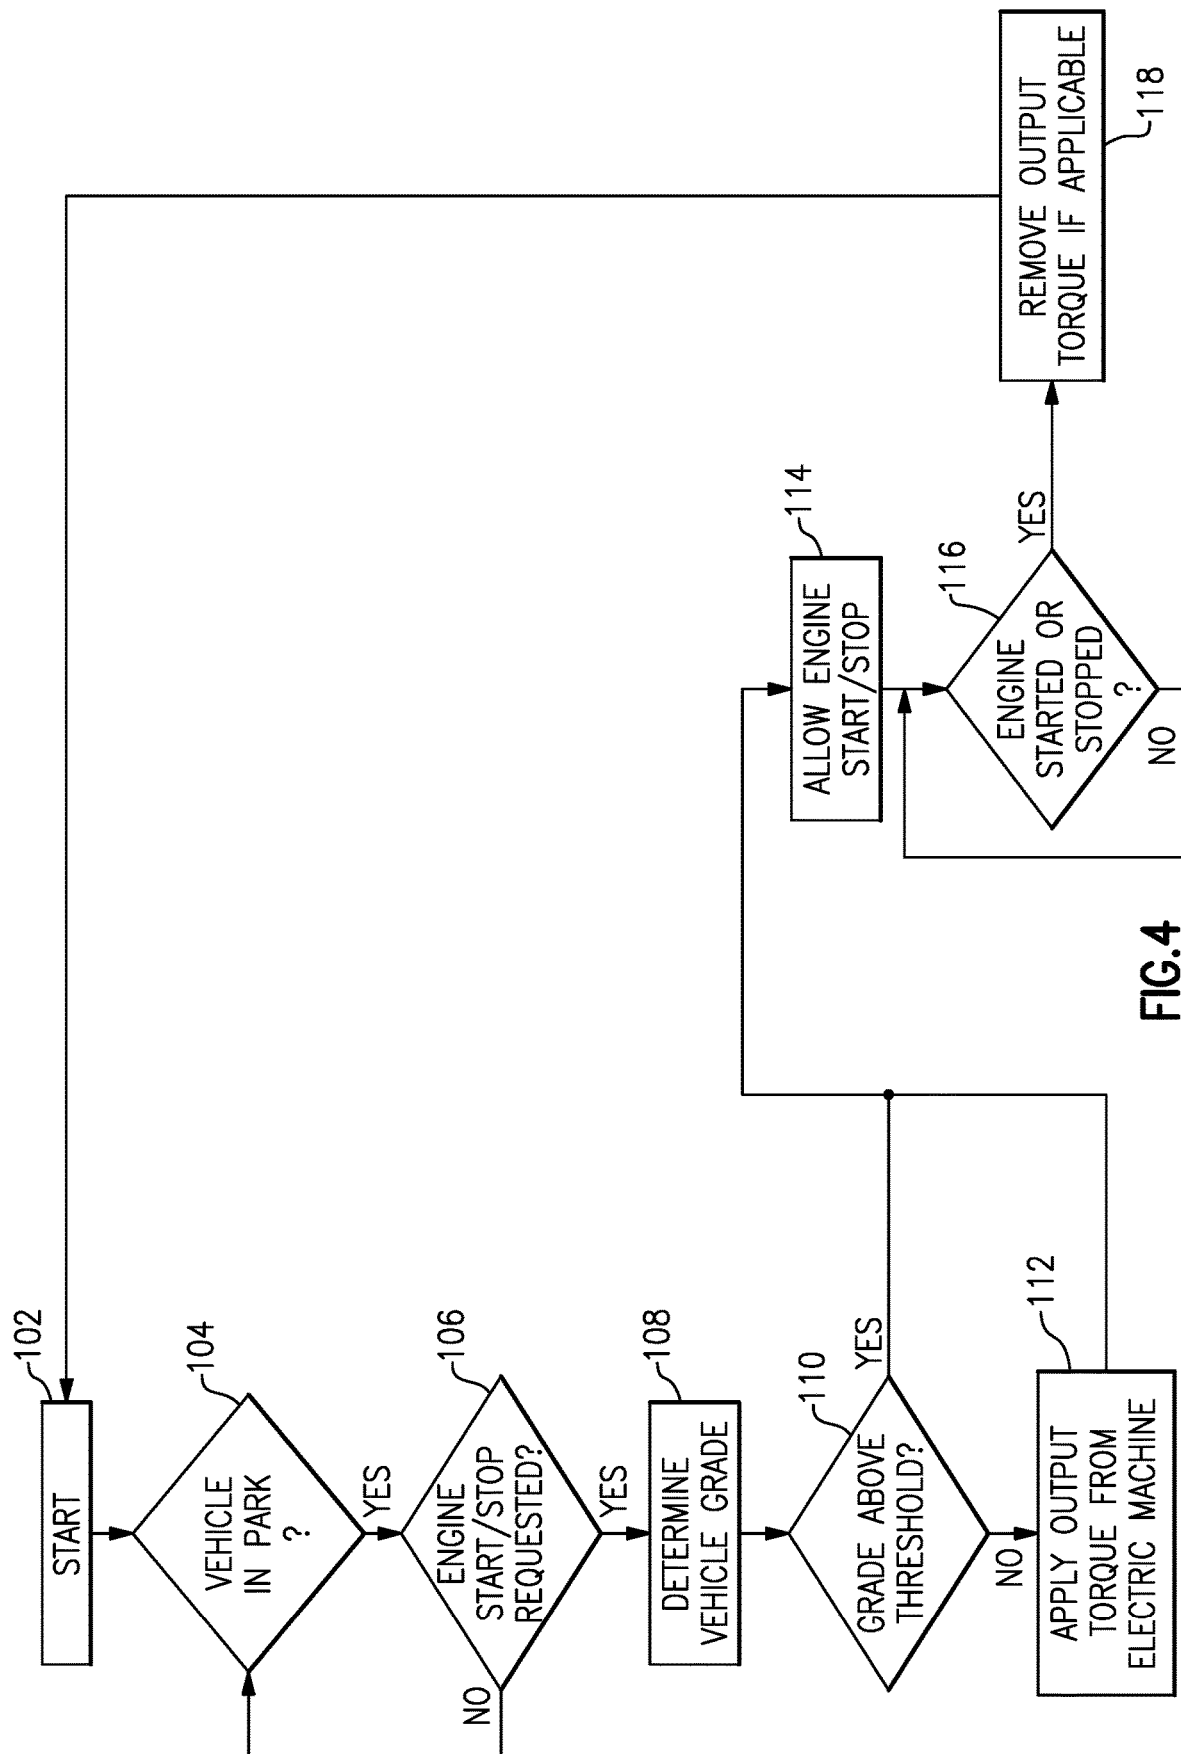 START
102
VEHICLE
IN PARK
?
104
YES
ENGINE
START/STOP
REQUESTED?
106
NO
YES
DETERMINE
VEHICLE GRADE
108
GRADE ABOVE
THRESHOLD?
110
YES
NO
APPLY OUTPUT
TORQUE FROM
ELECTRIC MACHINE
112
ALLOW ENGINE
START/STOP
114
ENGINE
STARTED OR
STOPPED
?
116
YES
NO
REMOVE OUTPUT
TORQUE IF APPLICABLE
118
FIG.4